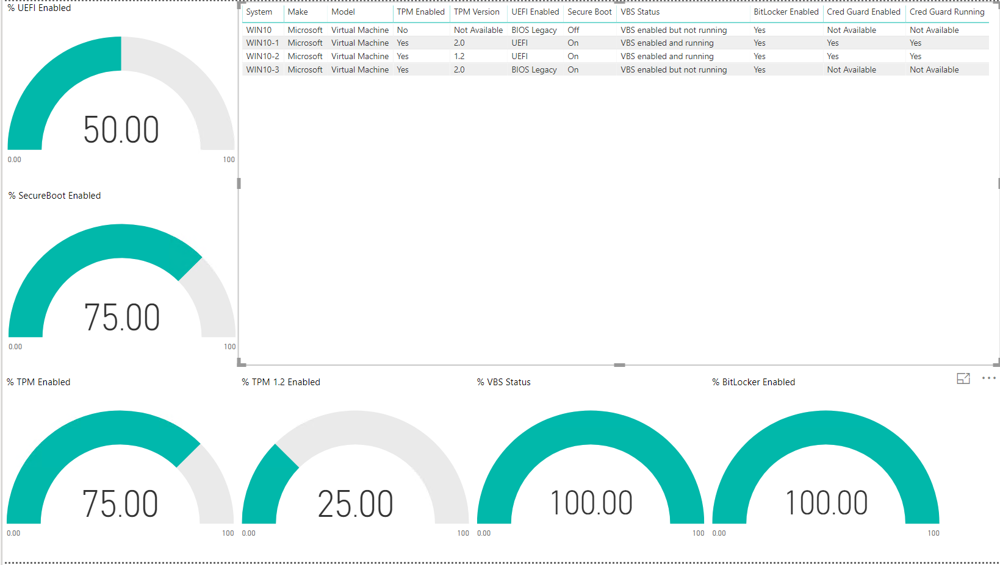 % UEFI Enabled
50.00
0.00 100
% SecureBoot Enabled
75.00
0.00 100
System Make Model TPM Enabled TPM Version UEFI Enabled Secure Boot VBS Status BitLocker Enabled Cred Guard Enabled Cred Guard Running
WIN10 Microsoft Virtual Machine No Not Available BIOS Legacy Off VBS enabled but not running Yes Not Available Not Available
WIN10-1 Microsoft Virtual Machine Yes 2.0 UEFI On VBS enabled and running Yes Yes Yes
WIN10-2 Microsoft Virtual Machine Yes 1.2 UEFI On VBS enabled and running Yes Yes Yes
WIN10-3 Microsoft Virtual Machine Yes 2.0 BIOS Legacy On VBS enabled but not running Yes Not Available Not Available
% TPM Enabled
75.00
0.00 100
% TPM 1.2 Enabled
25.00
0.00 100
% VBS Status
100.00
0.00 100
% BitLocker Enabled
100.00
0.00 100